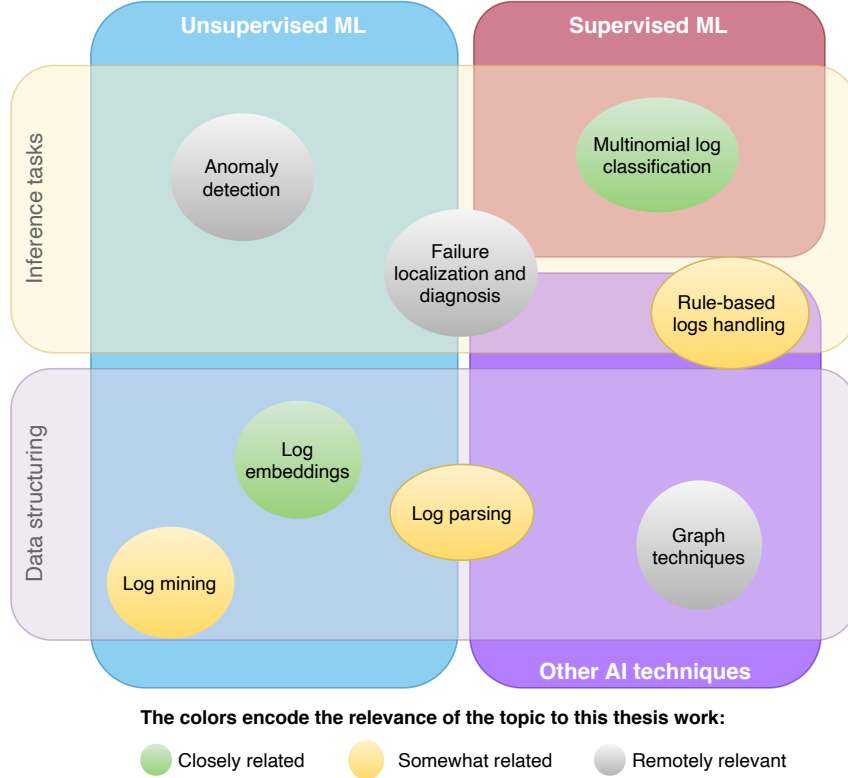 Unsupervised ML
Supervised ML
Inference tasks
Anomaly
detection
Multinomial log
classification
Failure
localization and
diagnosis
Rule-based
logs handling
Data structuring
Log
embeddings
Log parsing
Graph
techniques
Log mining
Other AI techniques
The colors encode the relevance of the topic to this thesis work:
Closely related
Somewhat related
Remotely relevant